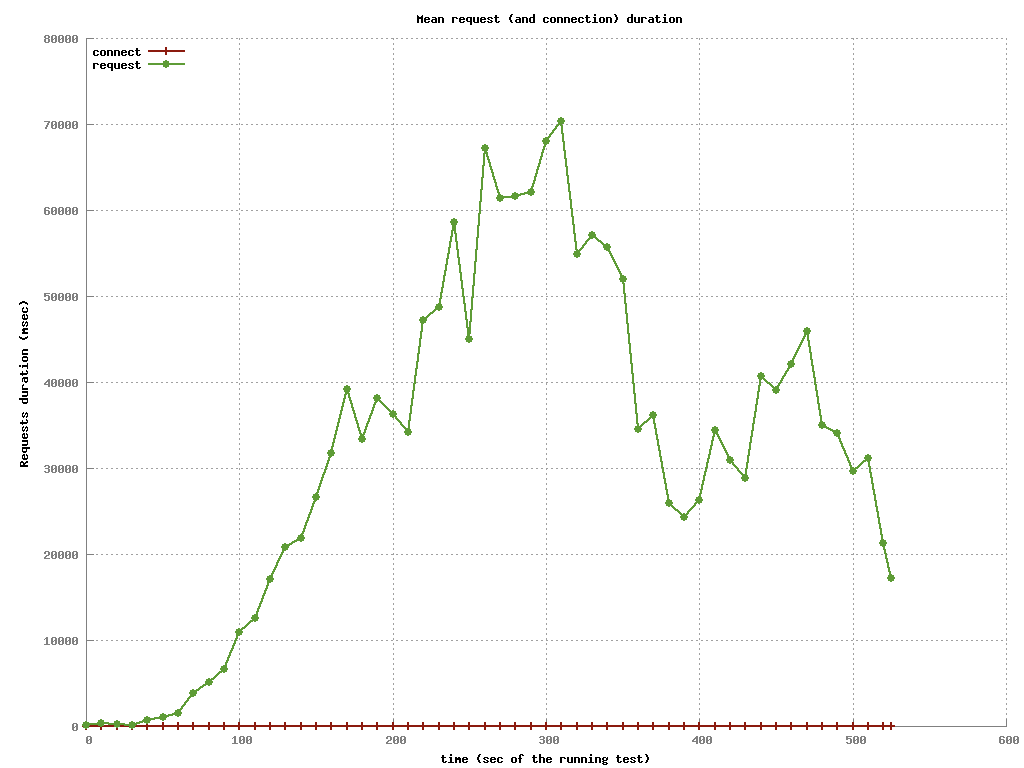 Mean request (and connection) duration
80000
connect
request
70000
60000
50000
40000
30000
20000
10000
0
Requests duration (msec)
0 100 200 300 400 500 600
time (sec of the running test)